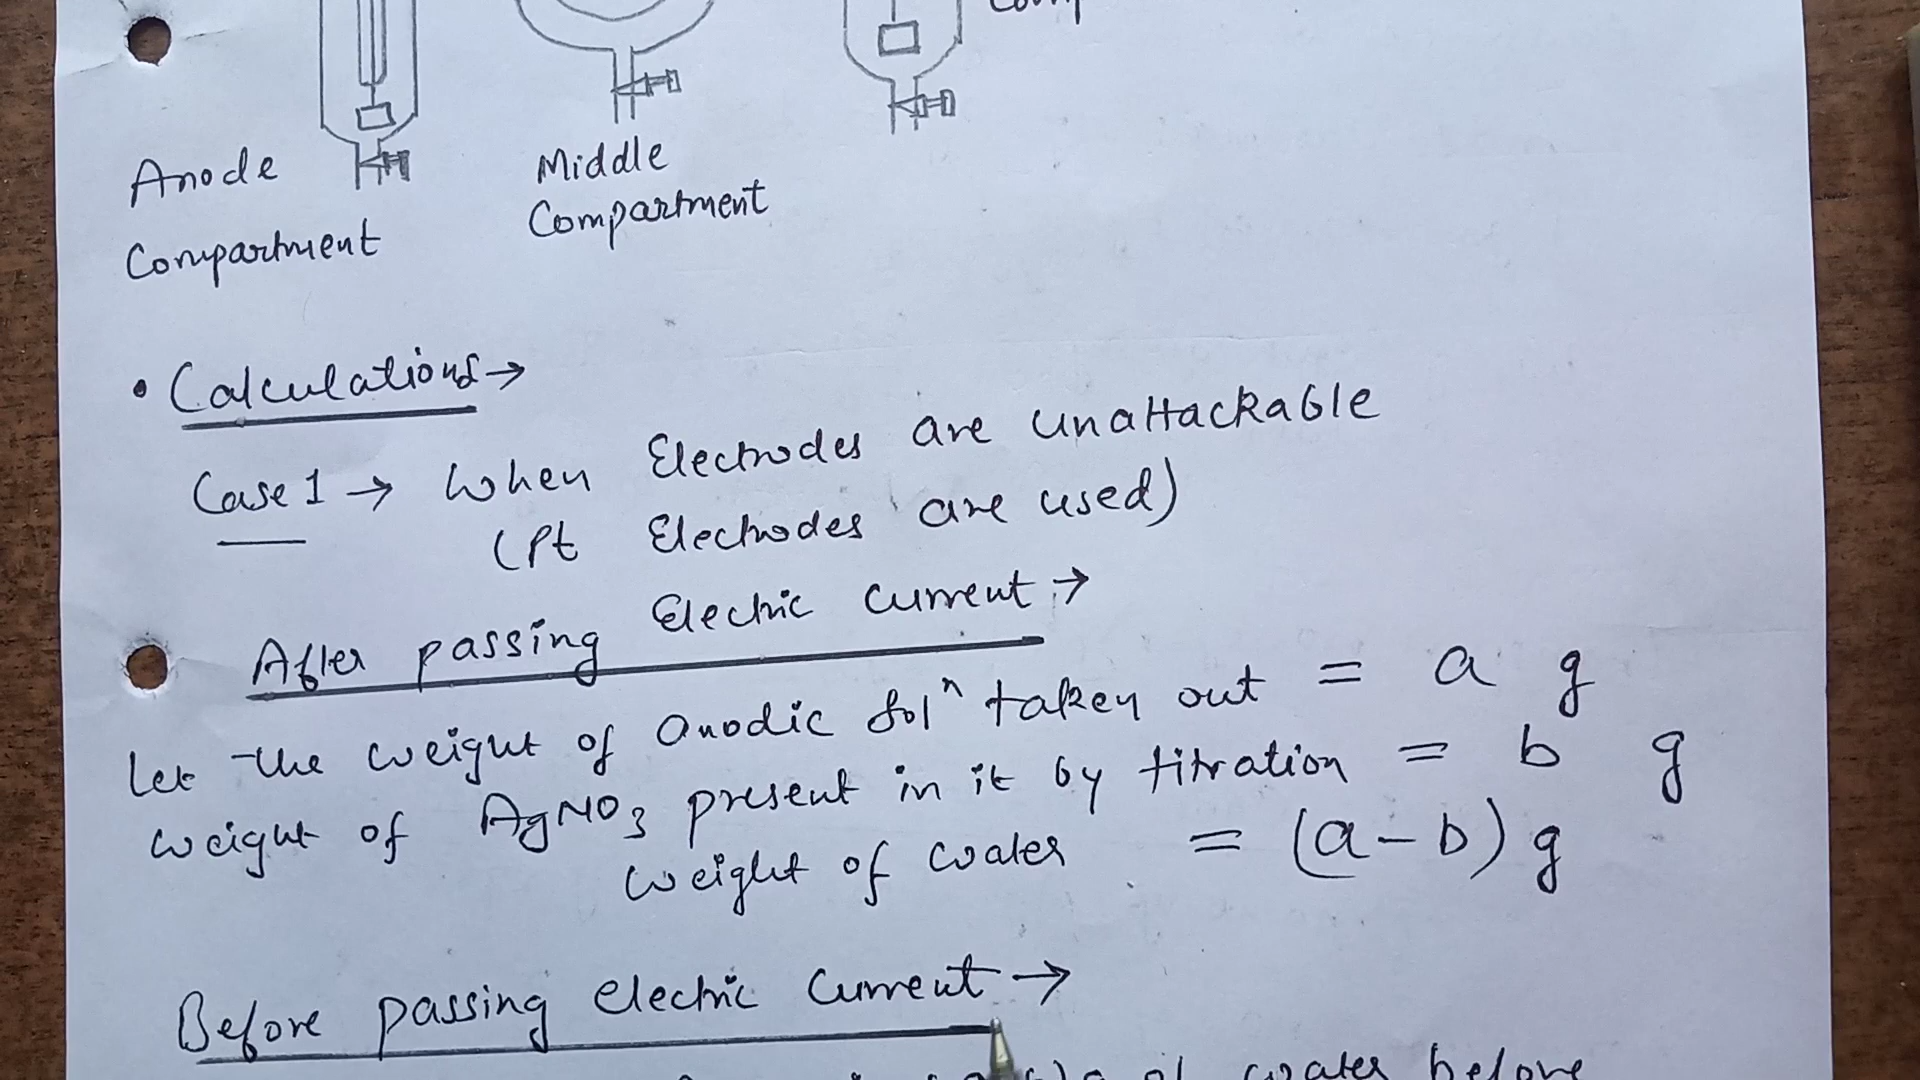 Anode
Compartment
Middle
Compartment
• Calculations →
Case 1 → When Electrodes are unattackable
(Pt Electrodes are used)
After passing Electric Current →
Let the weight of anodic solⁿ taken out = a g
weight of AgNO₃ present in it by titration = b g
weight of water = (a-b) g
Before passing electric Current →
water before